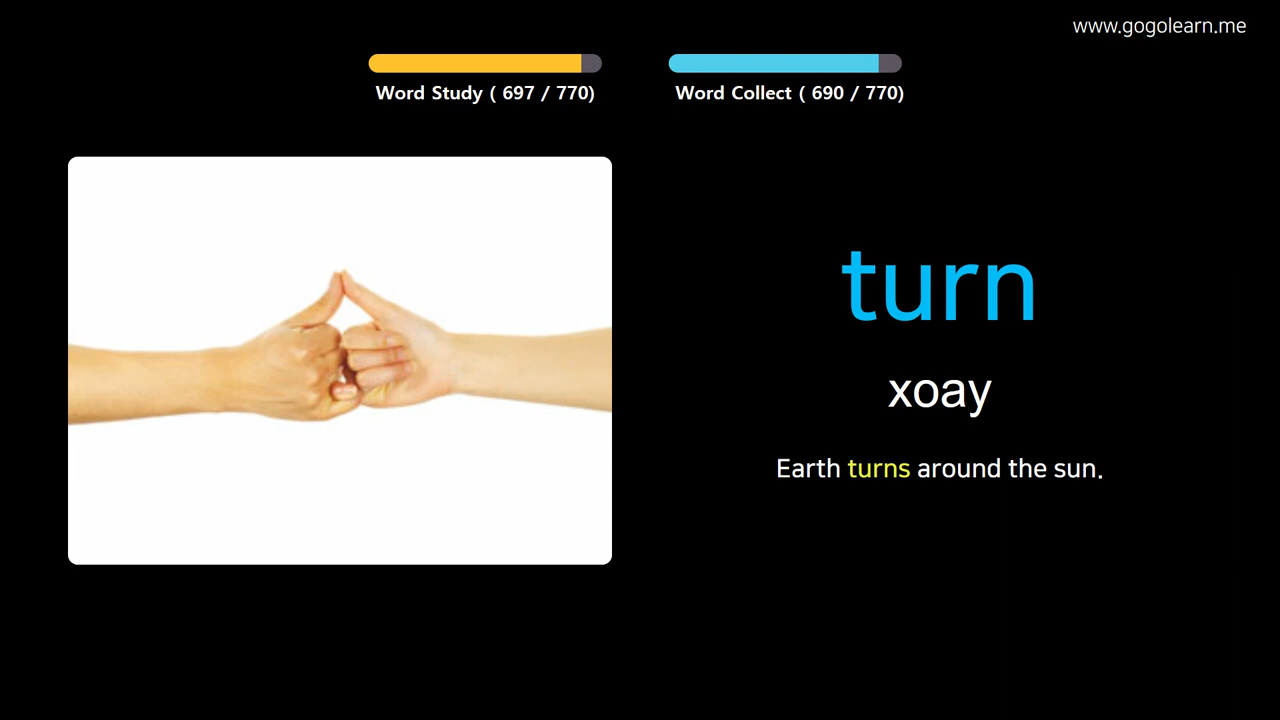 www.gogolearn.me
Word Study ( 697 / 770)
Word Collect ( 690 / 770)
turn
xoay
Earth turns around the sun.